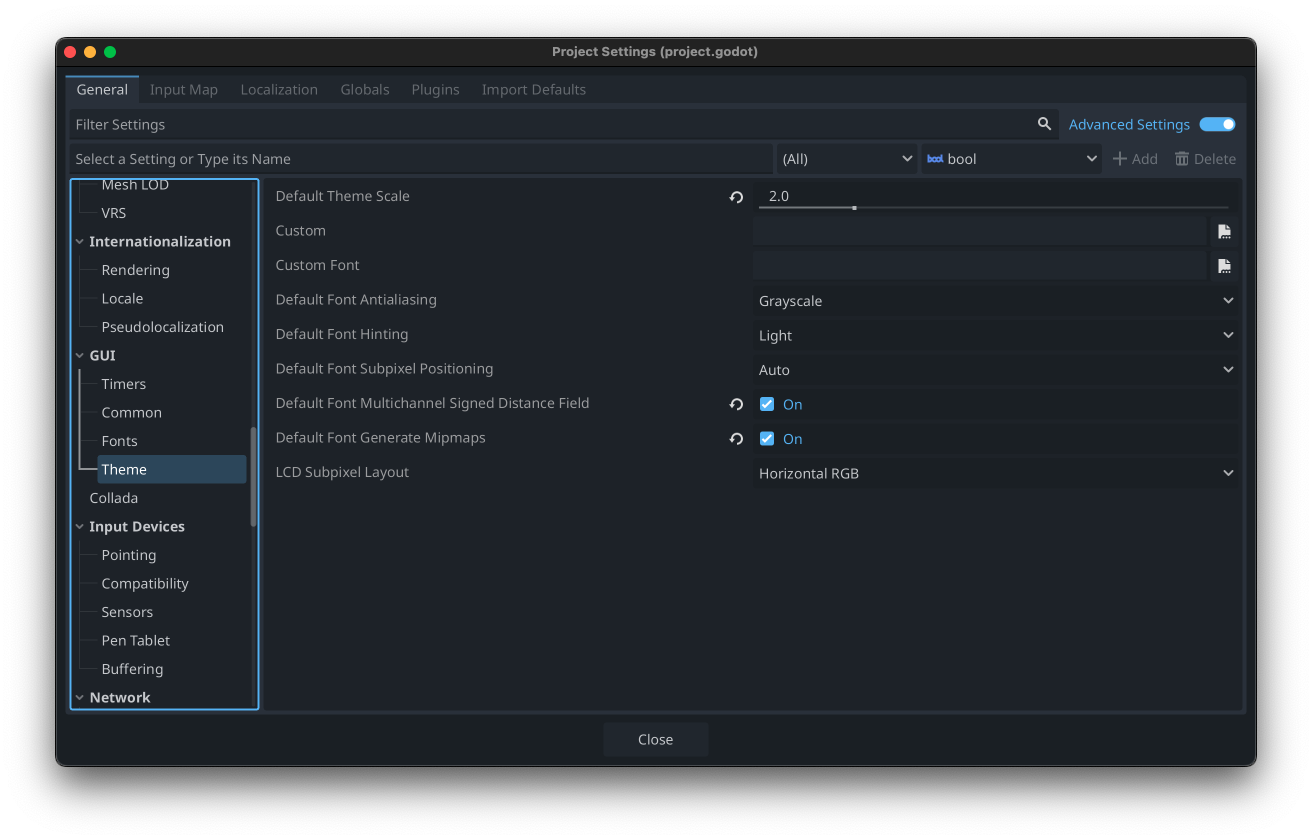 Project Settings (project.godot)
General Input Map Localization Globals Plugins Import Defaults
Filter Settings Advanced Settings
Select a Setting or Type its Name (All) bool bool Add Delete
Mesh LOD
VRS
Internationalization
Rendering
Locale
Pseudolocalization
GUI
Timers
Common
Fonts
Theme
Collada
Input Devices
Pointing
Compatibility
Sensors
Pen Tablet
Buffering
Network
Default Theme Scale 2.0
Custom
Custom Font
Default Font Antialiasing Grayscale
Default Font Hinting Light
Default Font Subpixel Positioning Auto
Default Font Multichannel Signed Distance Field On
Default Font Generate Mipmaps On
LCD Subpixel Layout Horizontal RGB
Close